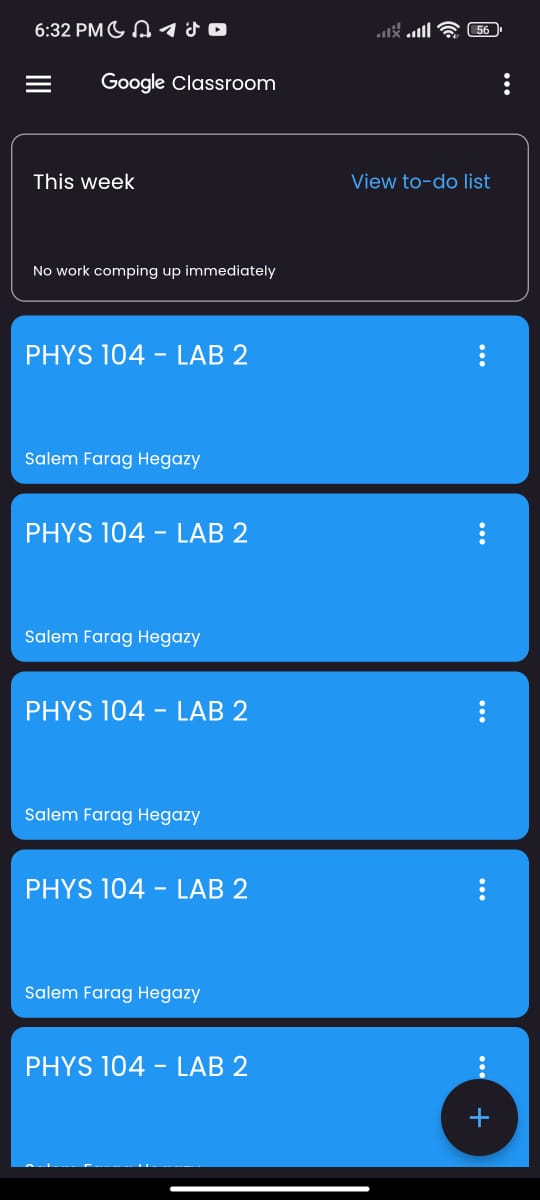 6:32 PM
56
Google Classroom
This week
View to-do list
No work comping up immediately
PHYS 104 - LAB 2
Salem Farag Hegazy
PHYS 104 - LAB 2
Salem Farag Hegazy
PHYS 104 - LAB 2
Salem Farag Hegazy
PHYS 104 - LAB 2
Salem Farag Hegazy
PHYS 104 - LAB 2